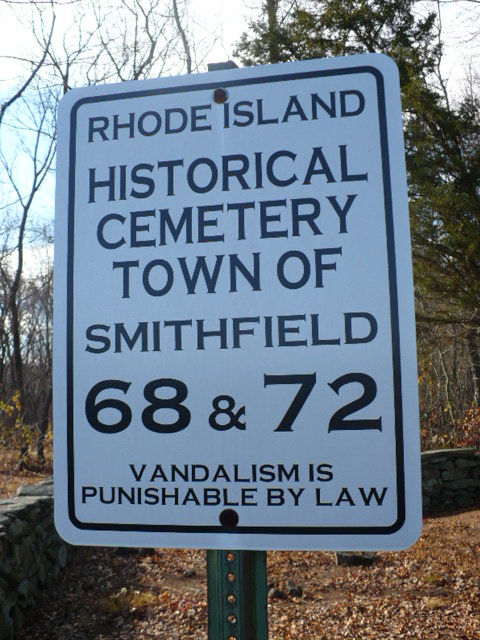 RHODE ISLAND
HISTORICAL
CEMETERY
TOWN OF
SMITHFIELD
68 & 72
VANDALISM IS
PUNISHABLE BY LAW